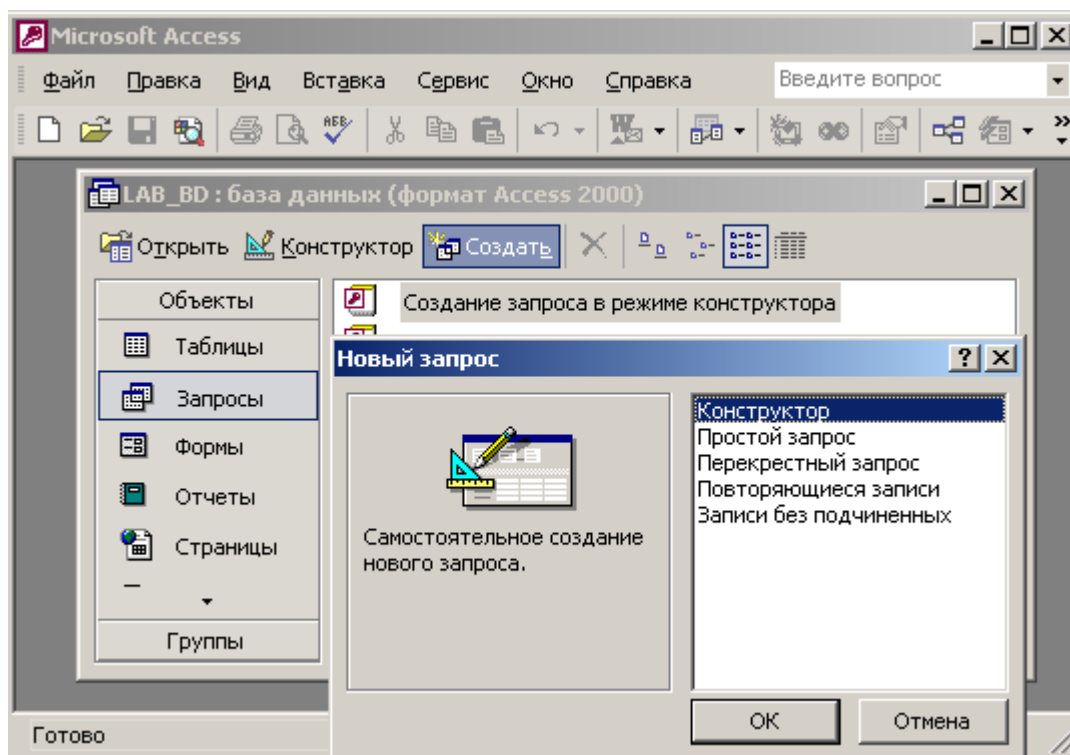 Microsoft Access
Файл Правка Вид Вставка Сервис Окно Справка Введите вопрос
LAB_BD : база данных (формат Access 2000)
Открыть Конструктор Создать
Объекты
Таблицы
Запросы
Формы
Отчеты
Страницы
Группы
Создание запроса в режиме конструктора
Новый запрос
Самостоятельное создание
нового запроса.
Конструктор
Простой запрос
Перекрестный запрос
Повторяющиеся записи
Записи без подчиненных
ОК Отмена
Готово